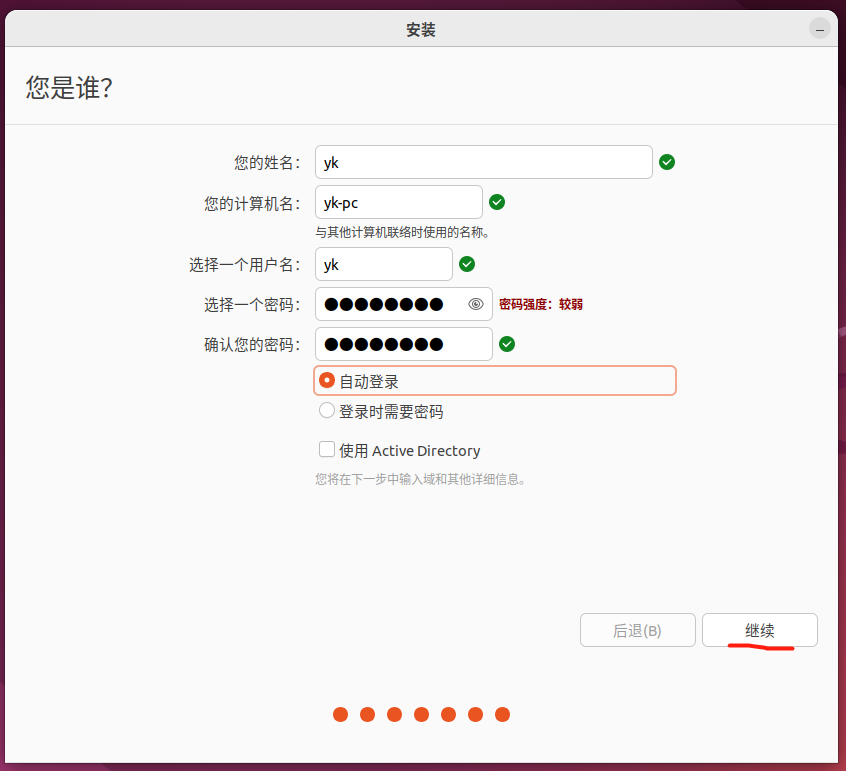 安装
您是谁？
您的姓名： yk
您的计算机名： yk-pc
与其他计算机联络时使用的名称。
选择一个用户名： yk
选择一个密码： ●●●●●●●● 密码强度：较弱
确认您的密码： ●●●●●●●●
自动登录
登录时需要密码
使用 Active Directory
您将在下一步中输入域和其他详细信息。
后退(B) 继续